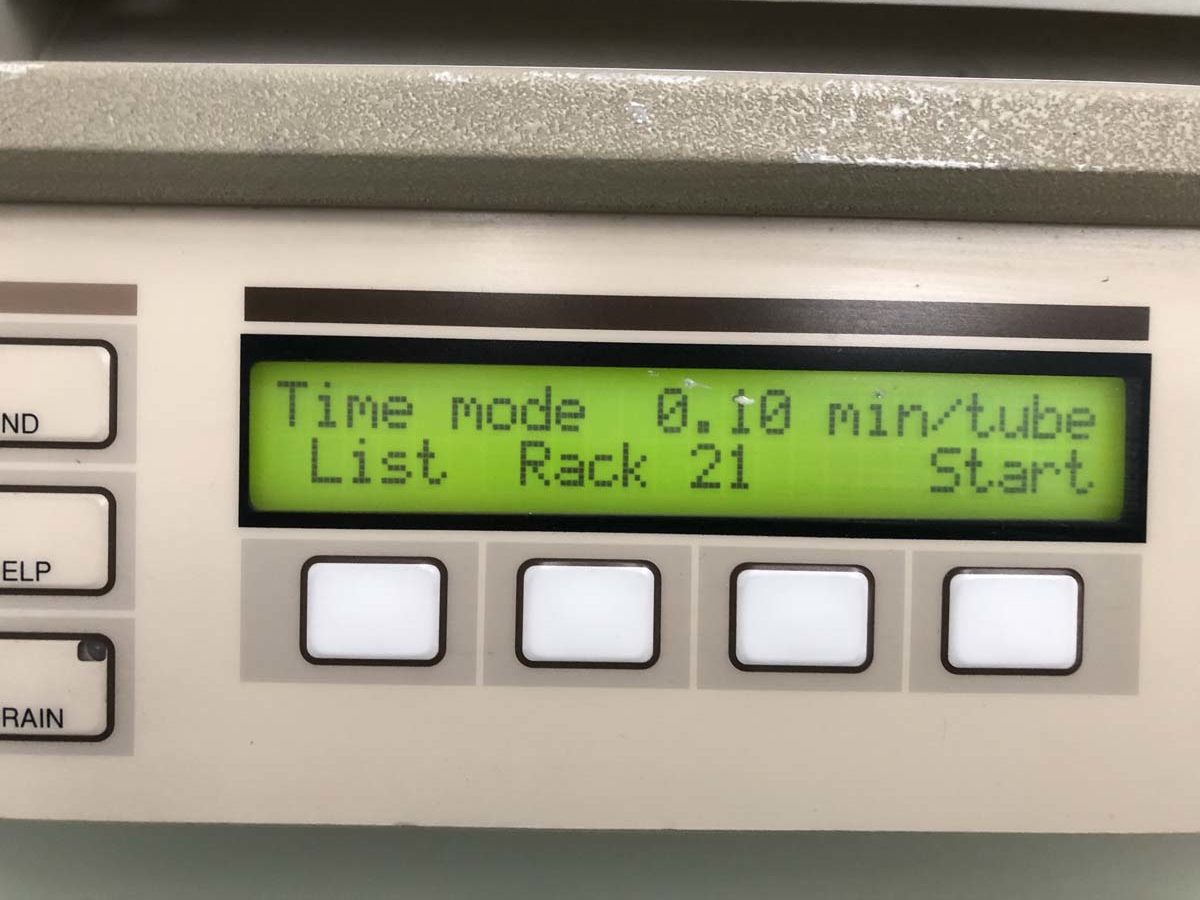 Time mode 0.10 min/tube
List Rack 21 Start
ND
ELP
RAIN